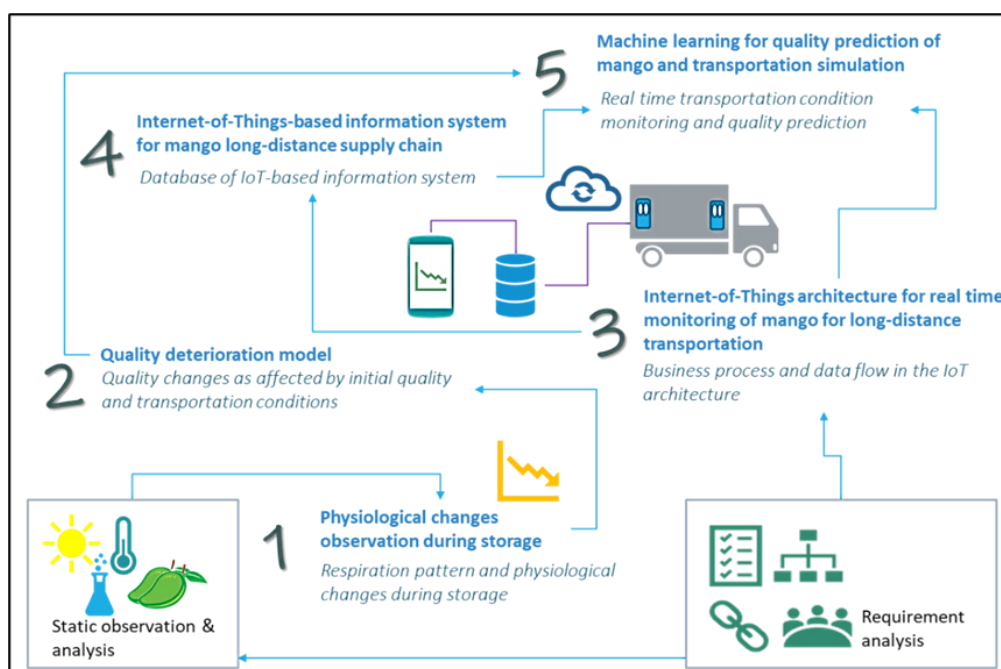 5
Machine learning for quality prediction of
mango and transportation simulation
Real time transportation condition
monitoring and quality prediction
4
Internet-of-Things-based information system
for mango long-distance supply chain
Database of IoT-based information system
3
Internet-of-Things architecture for real time
monitoring of mango for long-distance
transportation
Business process and data flow in the IoT
architecture
2
Quality deterioration model
Quality changes as affected by initial quality
and transportation conditions
1
Physiological changes
observation during storage
Respiration pattern and physiological
changes during storage
Static observation &
analysis
Requirement
analysis